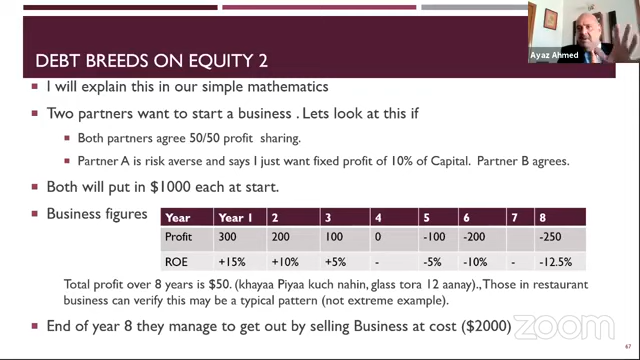 DEBT BREEDS ON EQUITY 2
Ayaz Ahmed
I will explain this in our simple mathematics
Two partners want to start a business . Lets look at this if
Both partners agree 50/50 profit sharing.
Partner A is risk averse and says I just want fixed profit of 10% of Capital. Partner B agrees.
Both will put in $1000 each at start.
Business figures
Year Year 1 2 3 4 5 6 7 8
Profit 300 200 100 0 -100 -200 -250
ROE +15% +10% +5% - -5% -10% - -12.5%
Total profit over 8 years is $50. (khayaa Piyaa kuch nahin, glass tora 12 aanay)., Those in restaurant
business can verify this may be a typical pattern (not extreme example).
End of year 8 they manage to get out by selling Business at cost ($2000)
zoom
67